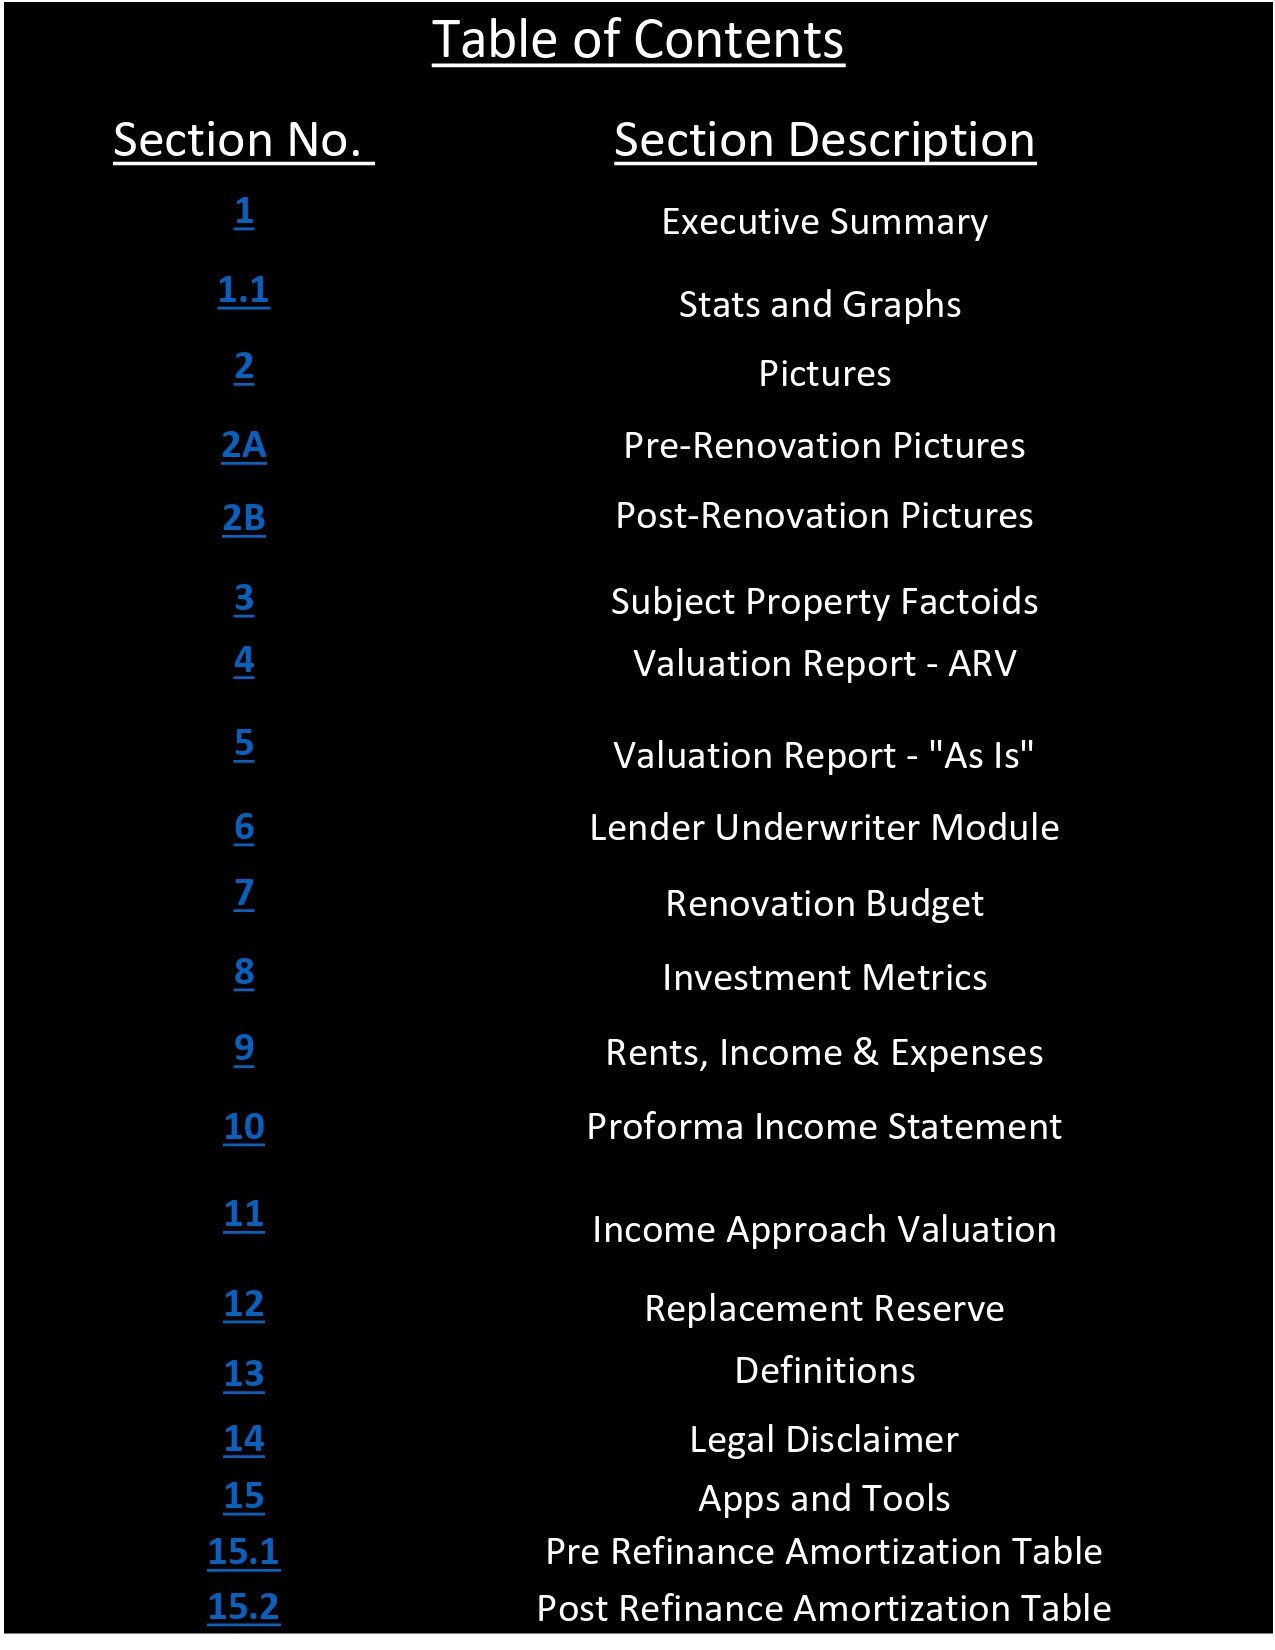 Table of Contents
Section No. Section Description
1 Executive Summary
1.1 Stats and Graphs
2 Pictures
2A Pre-Renovation Pictures
2B Post-Renovation Pictures
3 Subject Property Factoids
4 Valuation Report - ARV
5 Valuation Report - "As Is"
6 Lender Underwriter Module
7 Renovation Budget
8 Investment Metrics
9 Rents, Income & Expenses
10 Proforma Income Statement
11 Income Approach Valuation
12 Replacement Reserve
13 Definitions
14 Legal Disclaimer
15 Apps and Tools
15.1 Pre Refinance Amortization Table
15.2 Post Refinance Amortization Table